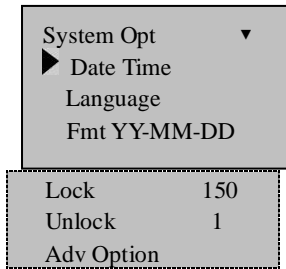 System Opt ▼
▶ Date Time
Language
Fmt YY-MM-DD
Lock 150
Unlock 1
Adv Option